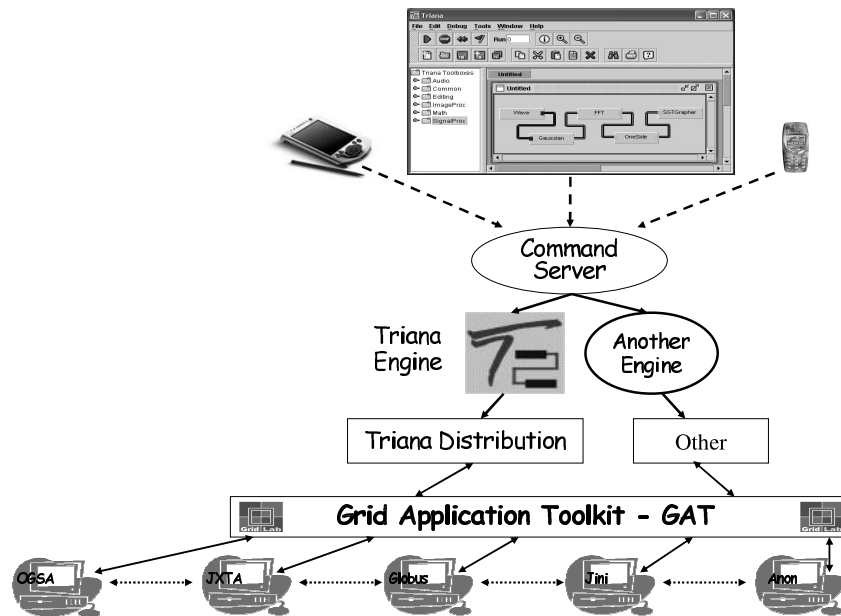 Triana
File Edit Debug Tools Window Help
Run 0
Triana Toolboxes
Audio
Common
Editing
ImageProc
Math
SignalProc
Untitled
Untitled
Wave
FFT
SGTGrapher
Gaussian
OneSide
Command
Server
Triana
Engine
Another
Engine
Triana Distribution
Other
Grid Lab
Grid Application Toolkit - GAT
Grid Lab
OGSA
JXTA
Globus
Jini
Anon